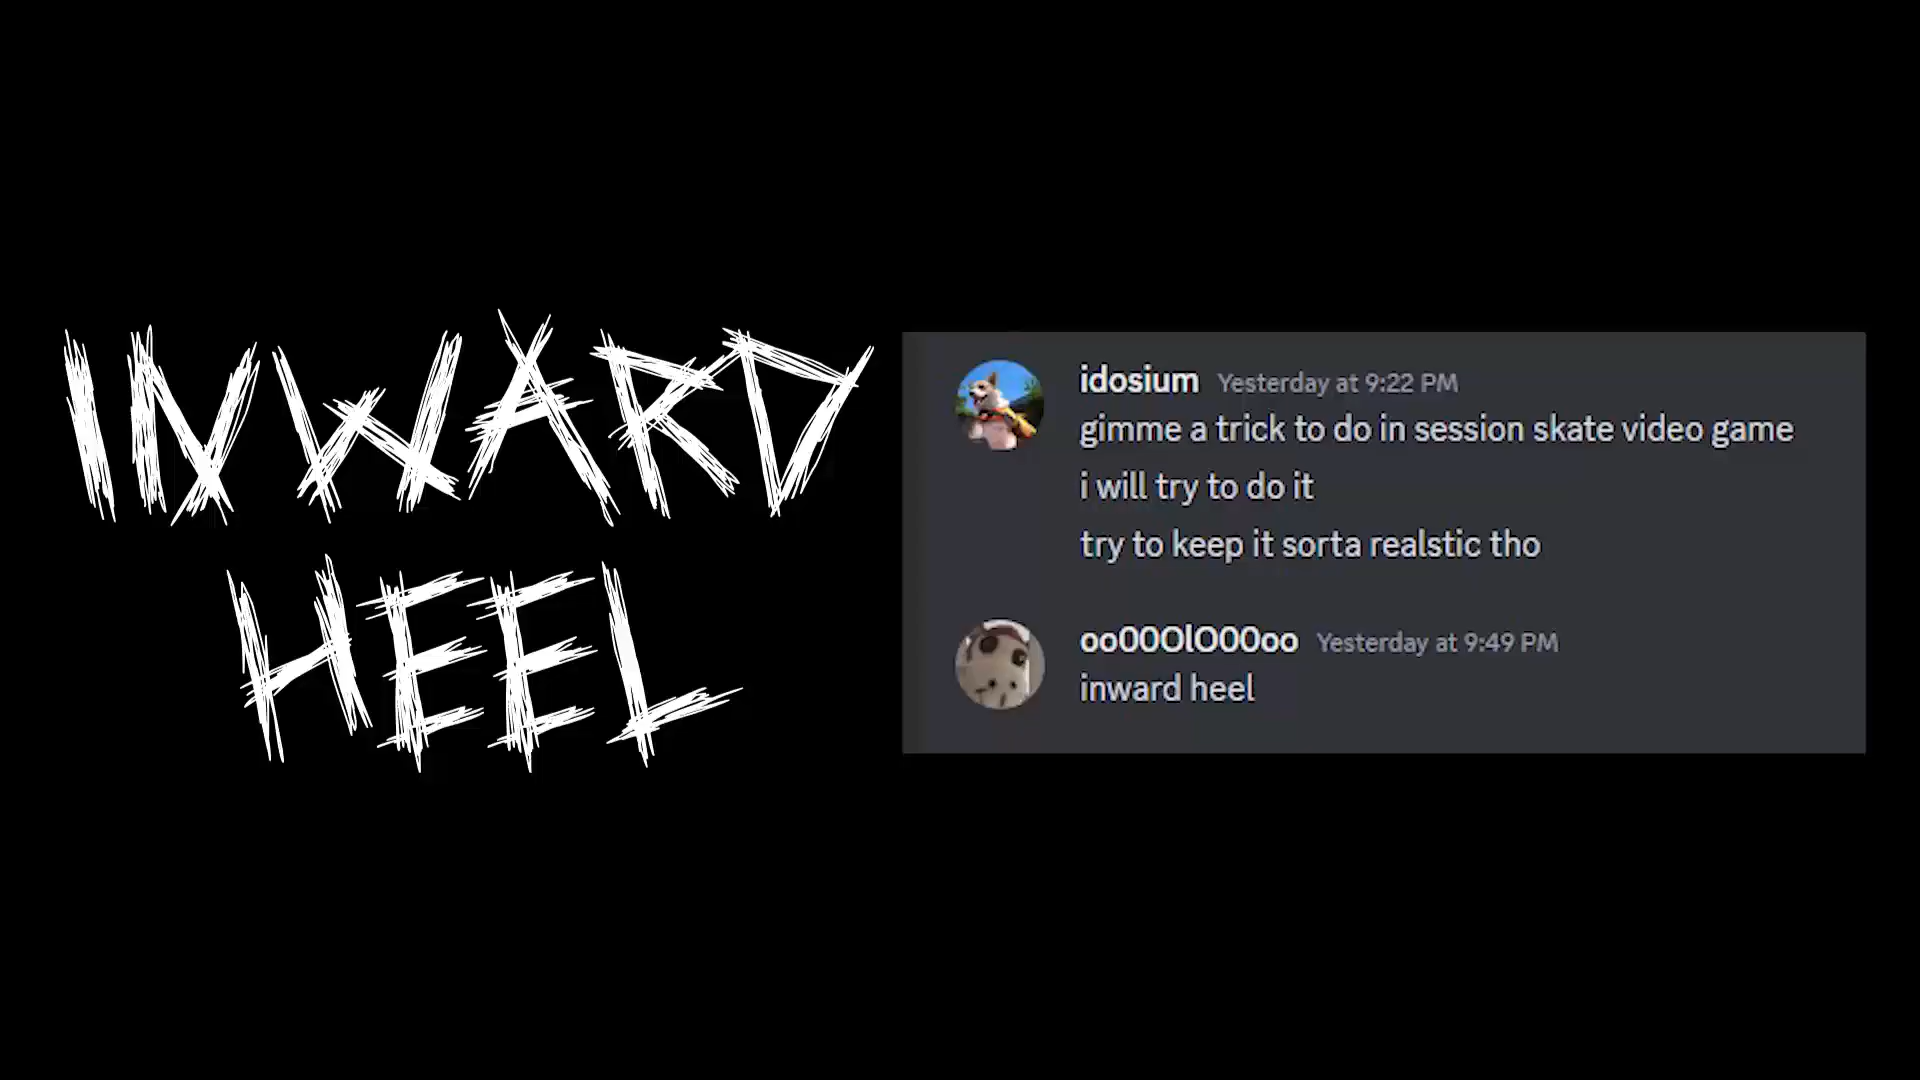 INWARD
HEEL
idosium Yesterday at 9:22 PM
gimme a trick to do in session skate video game
i will try to do it
try to keep it sorta realstic tho
oo00OlO00oo Yesterday at 9:49 PM
inward heel